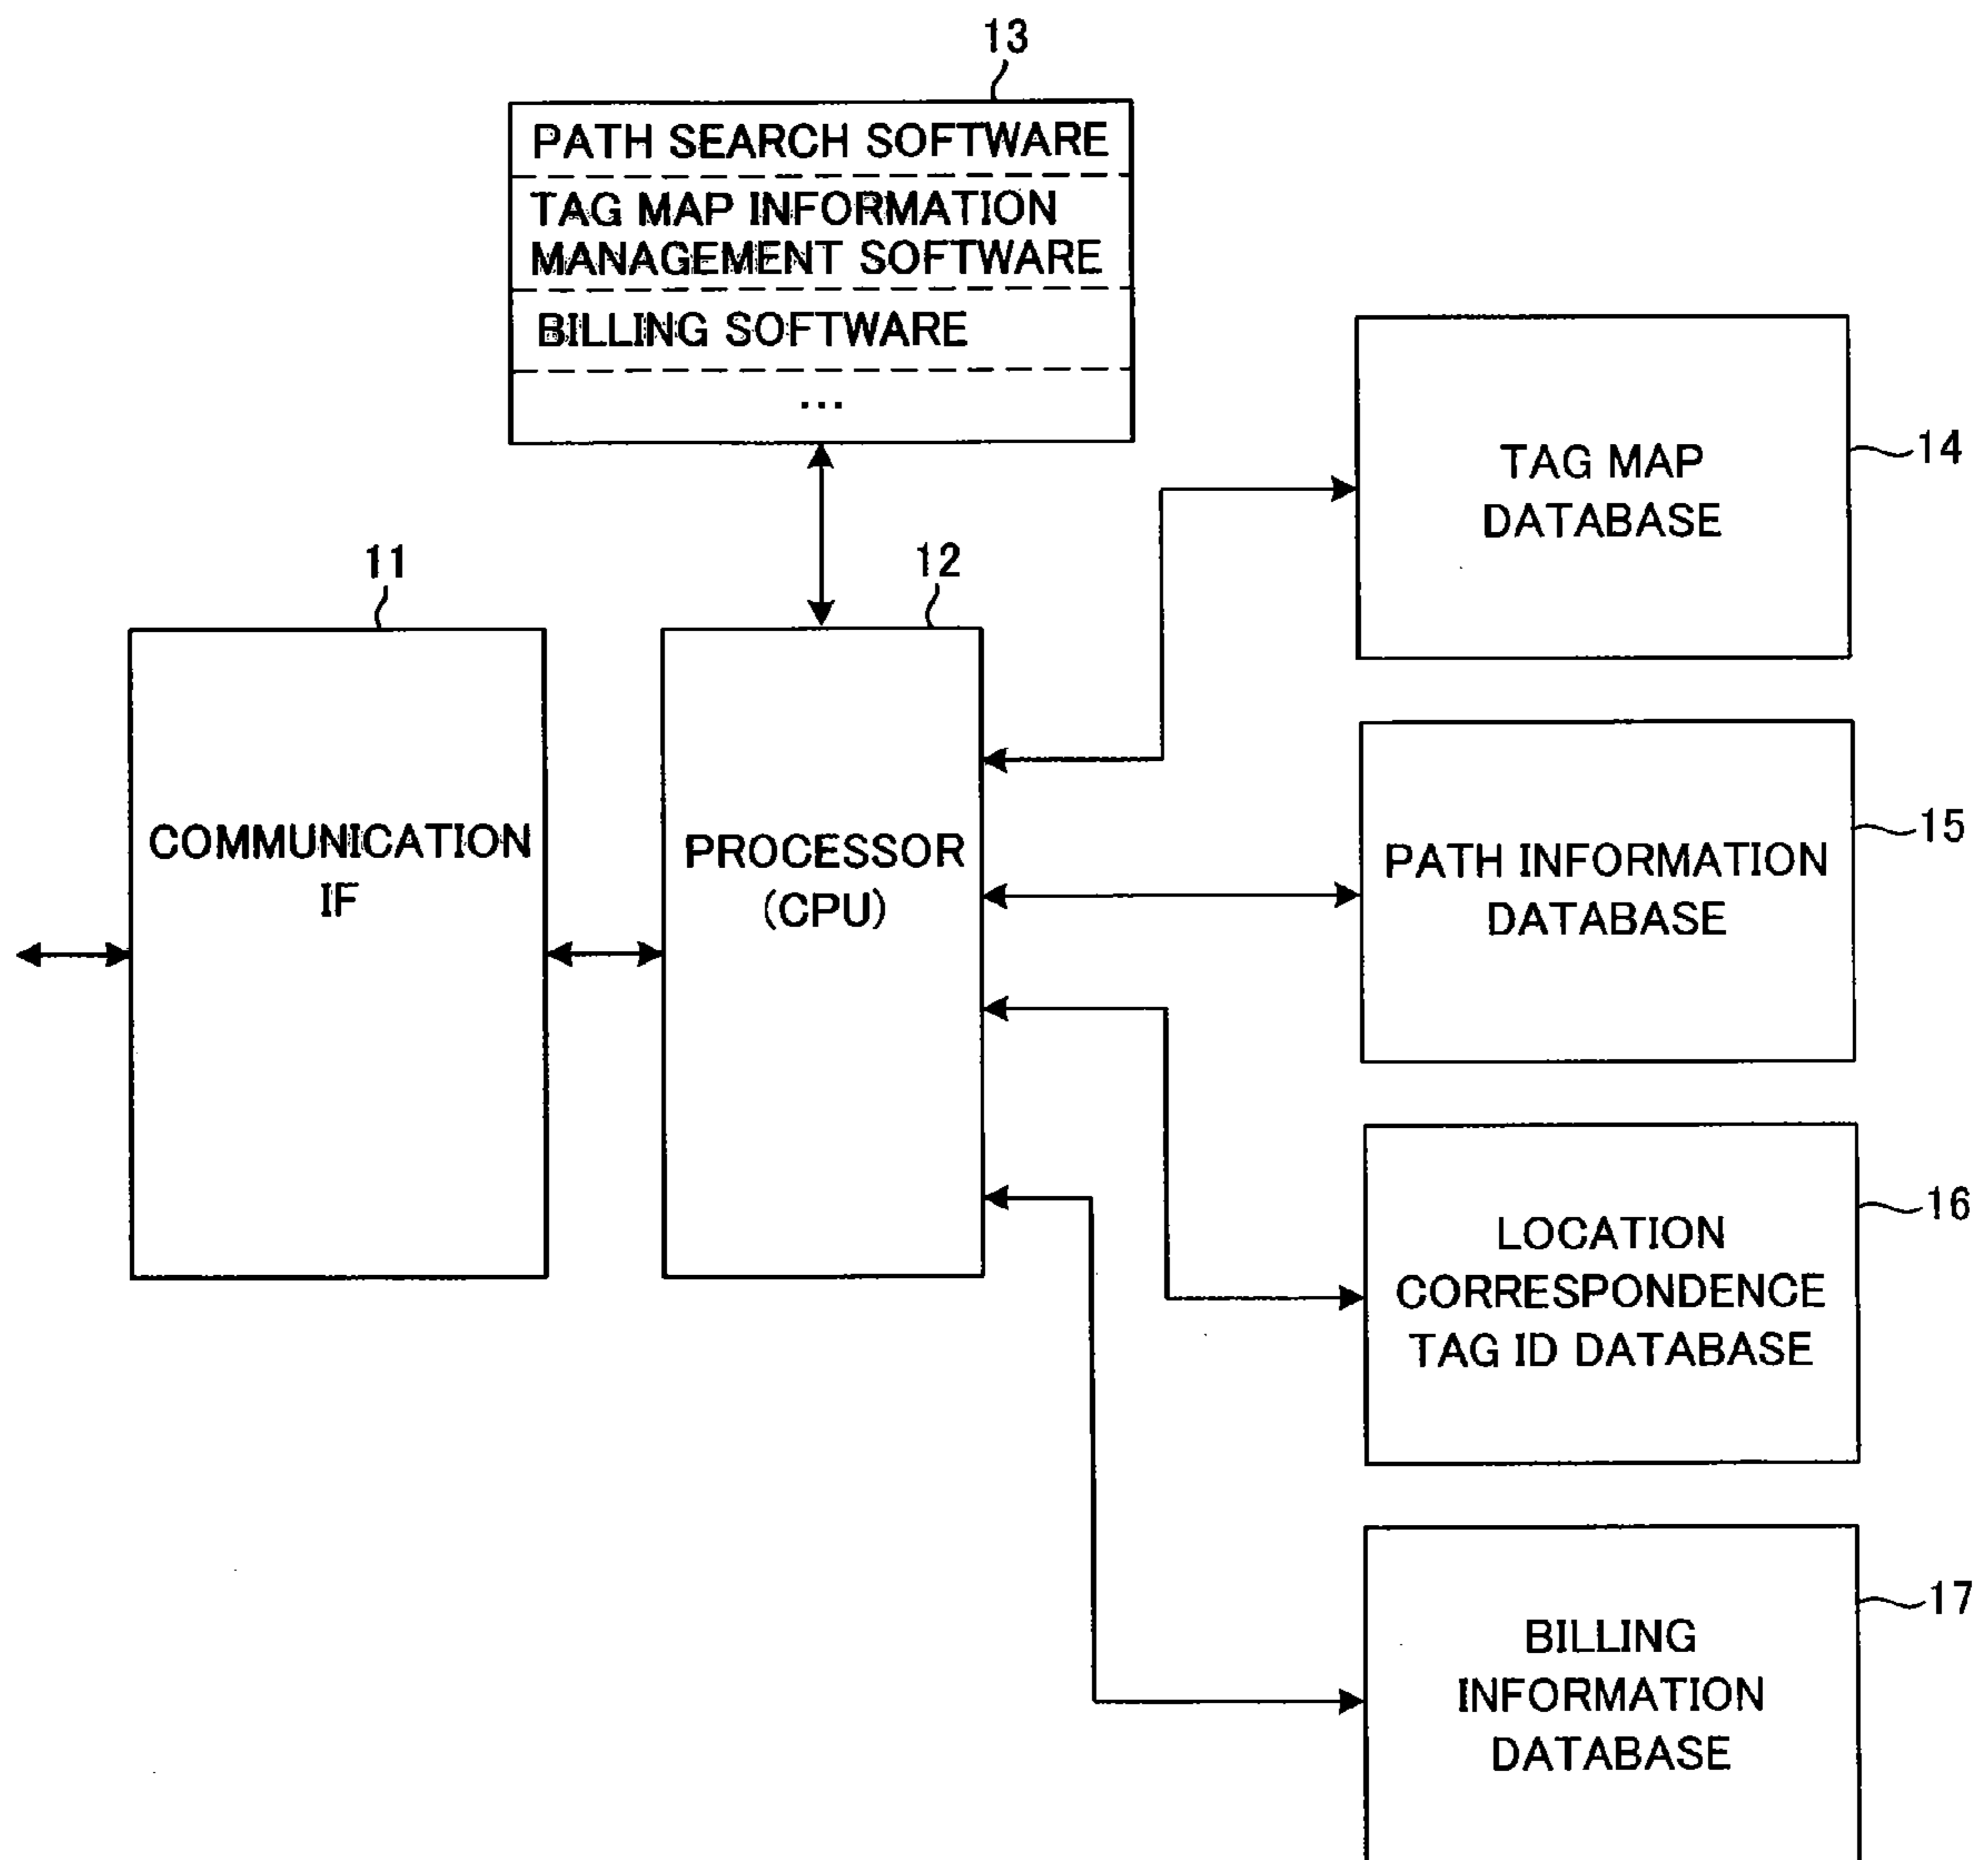 13
PATH SEARCH SOFTWARE
TAG MAP INFORMATION
MANAGEMENT SOFTWARE
BILLING SOFTWARE
...
11
COMMUNICATION
IF
12
PROCESSOR
(CPU)
TAG MAP
DATABASE
14
PATH INFORMATION
DATABASE
15
LOCATION
CORRESPONDENCE
TAG ID DATABASE
16
BILLING
INFORMATION
DATABASE
17